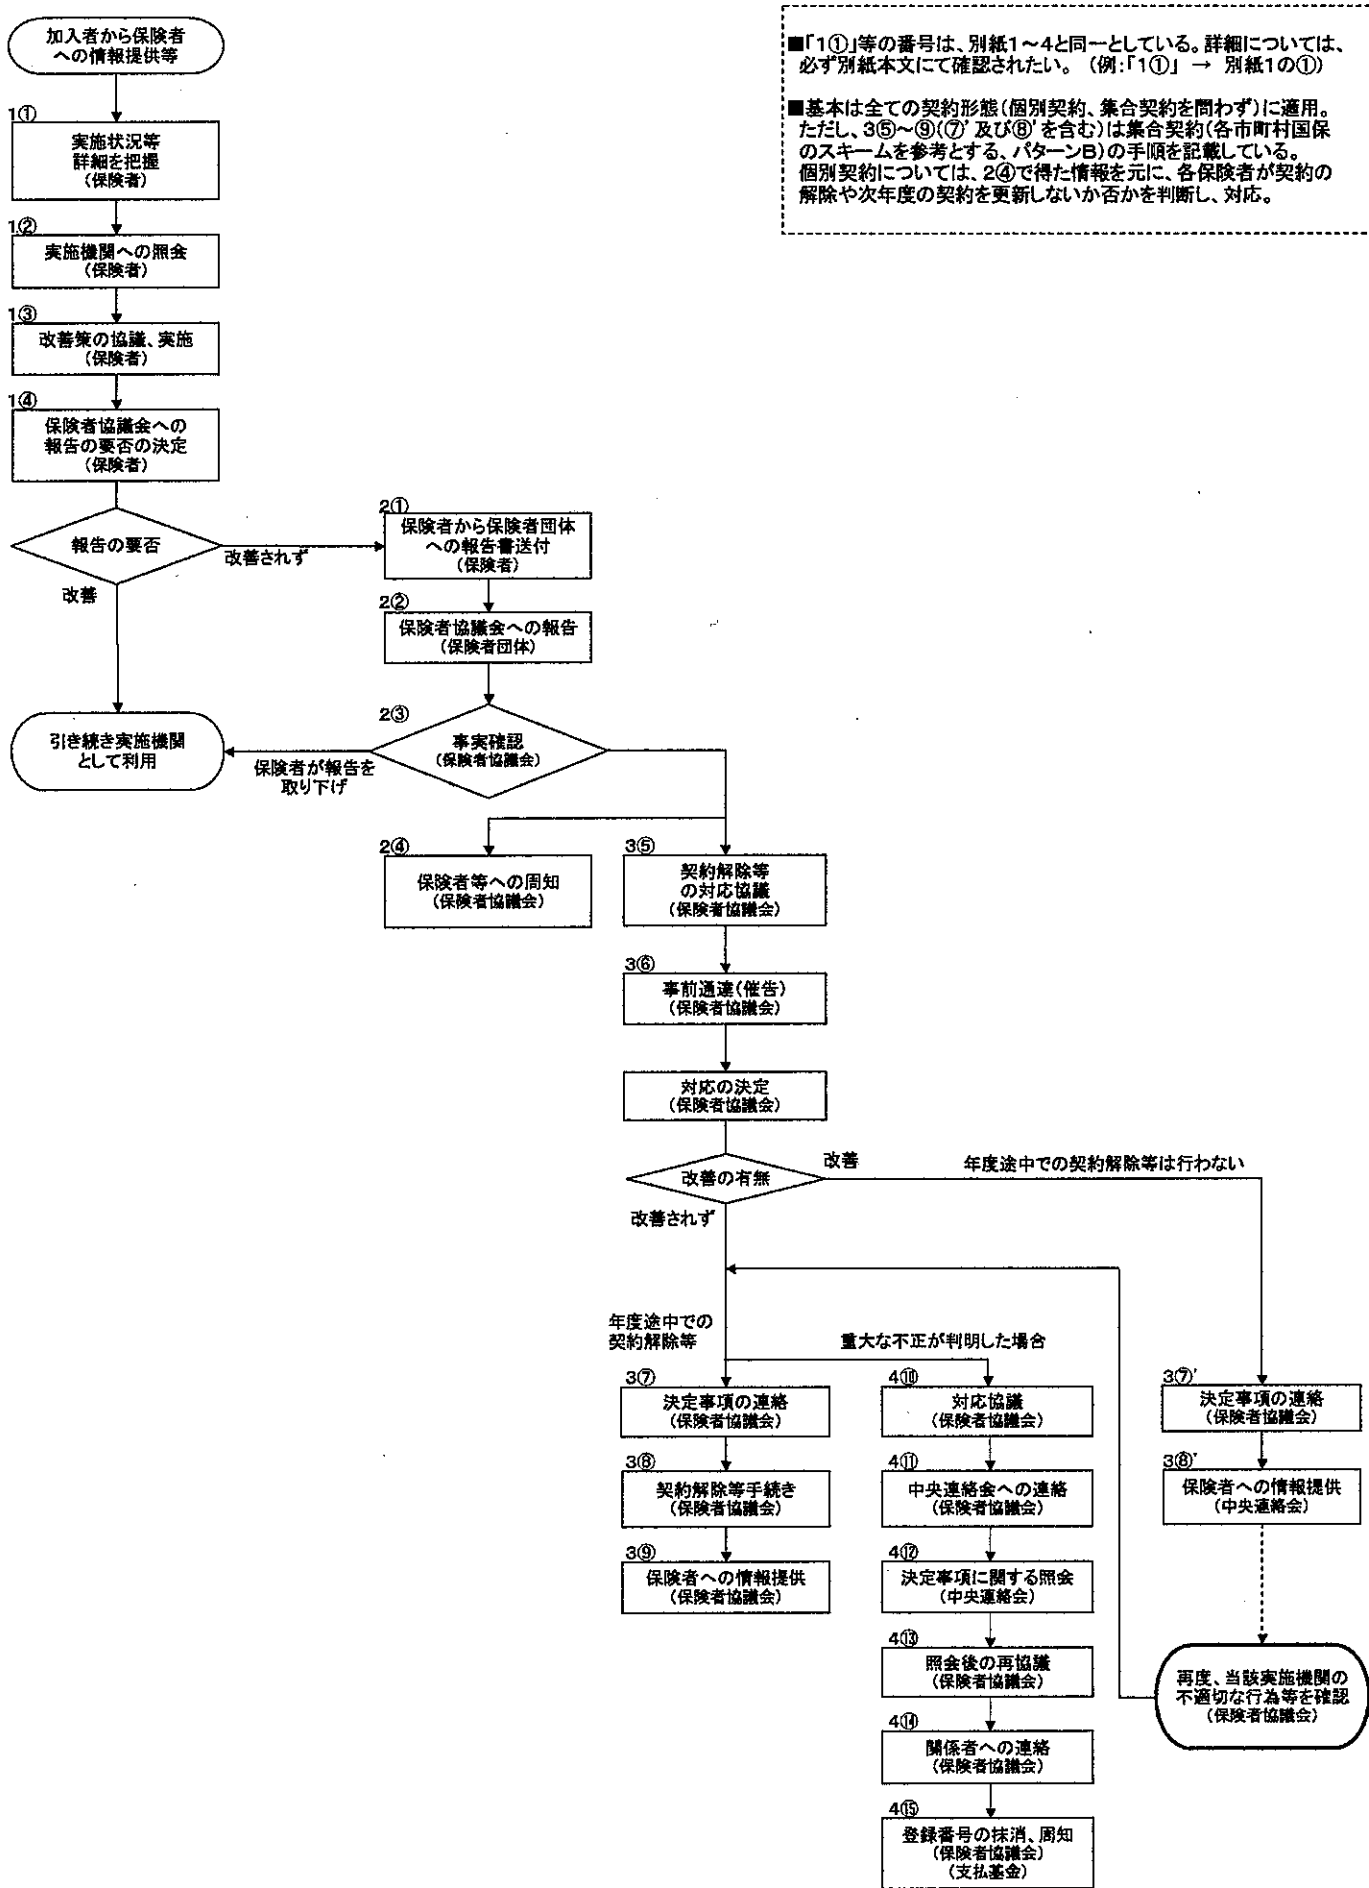 加入者から保険者
への情報提供等
■「1①」等の番号は、別紙1～4と同一としている。詳細については、
必ず別紙本文にて確認されたい。（例：「1①」 → 別紙1の①）
■基本は全ての契約形態（個別契約、集合契約を問わず）に適用。
ただし、3⑤～⑨（⑦’及び⑧’を含む）は集合契約（各市町村国保
のスキームを参考とする、パターンB）の手順を記載している。
個別契約については、2④で得た情報を元に、各保険者が契約の
解除や次年度の契約を更新しないか否かを判断し、対応。
1①
実施状況等
詳細を把握
（保険者）
1②
実施機関への照会
（保険者）
1③
改善策の協議、実施
（保険者）
1④
保険者協議会への
報告の要否の決定
（保険者）
報告の要否
改善されず
改善
2①
保険者から保険者団体
への報告書送付
（保険者）
2②
保険者協議会への報告
（保険者団体）
2③
事実確認
（保険者協議会）
保険者が報告を
取り下げ
引き続き実施機関
として利用
2④
保険者等への周知
（保険者協議会）
3⑤
契約解除等
の対応協議
（保険者協議会）
3⑥
事前通達（催告）
（保険者協議会）
対応の決定
（保険者協議会）
改善の有無
改善
年度途中での契約解除等は行わない
改善されず
年度途中での
契約解除等
重大な不正が判明した場合
3⑦
決定事項の連絡
（保険者協議会）
3⑧
契約解除等手続き
（保険者協議会）
3⑨
保険者への情報提供
（保険者協議会）
4⑩
対応協議
（保険者協議会）
4⑪
中央連絡会への連絡
（保険者協議会）
4⑫
決定事項に関する照会
（中央連絡会）
4⑬
照会後の再協議
（保険者協議会）
4⑭
関係者への連絡
（保険者協議会）
4⑮
登録番号の抹消、周知
（保険者協議会）
（支払基金）
3⑦’
決定事項の連絡
（保険者協議会）
3⑧’
保険者への情報提供
（中央連絡会）
再度、当該実施機関の
不適切な行為等を確認
（保険者協議会）